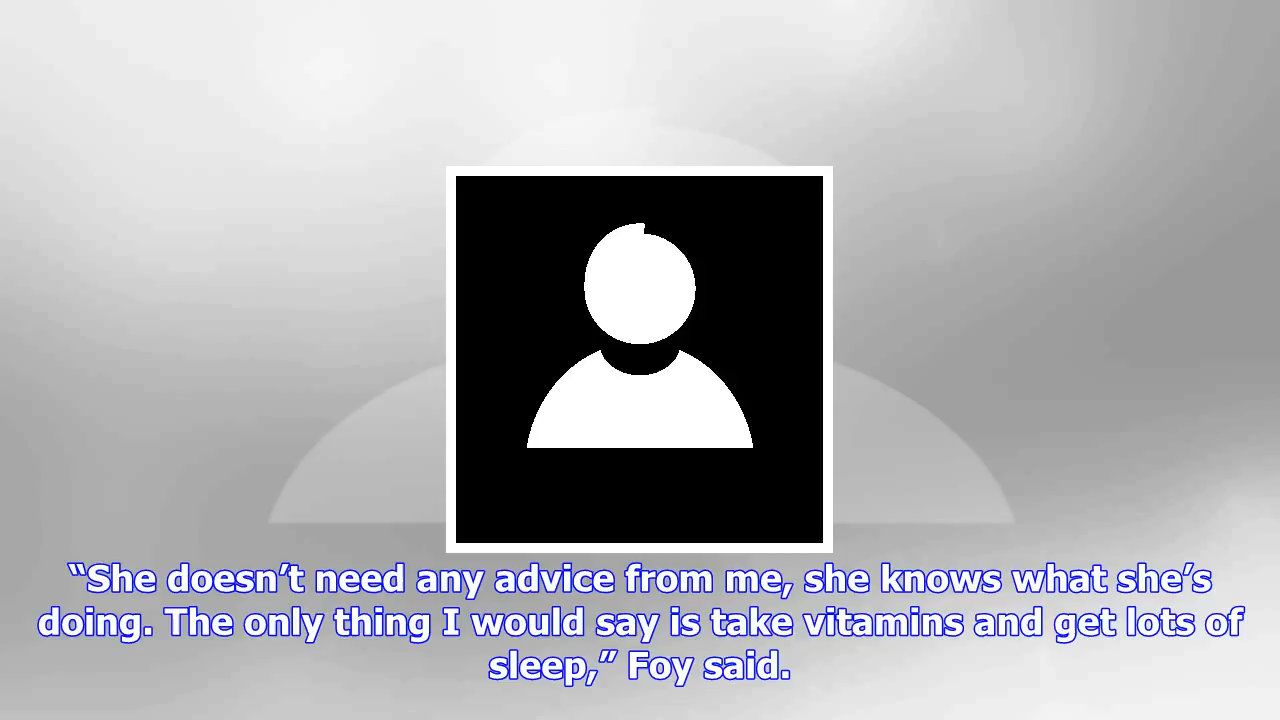 “She doesn’t need any advice from me, she knows what she’s
doing. The only thing I would say is take vitamins and get lots of
sleep,” Foy said.